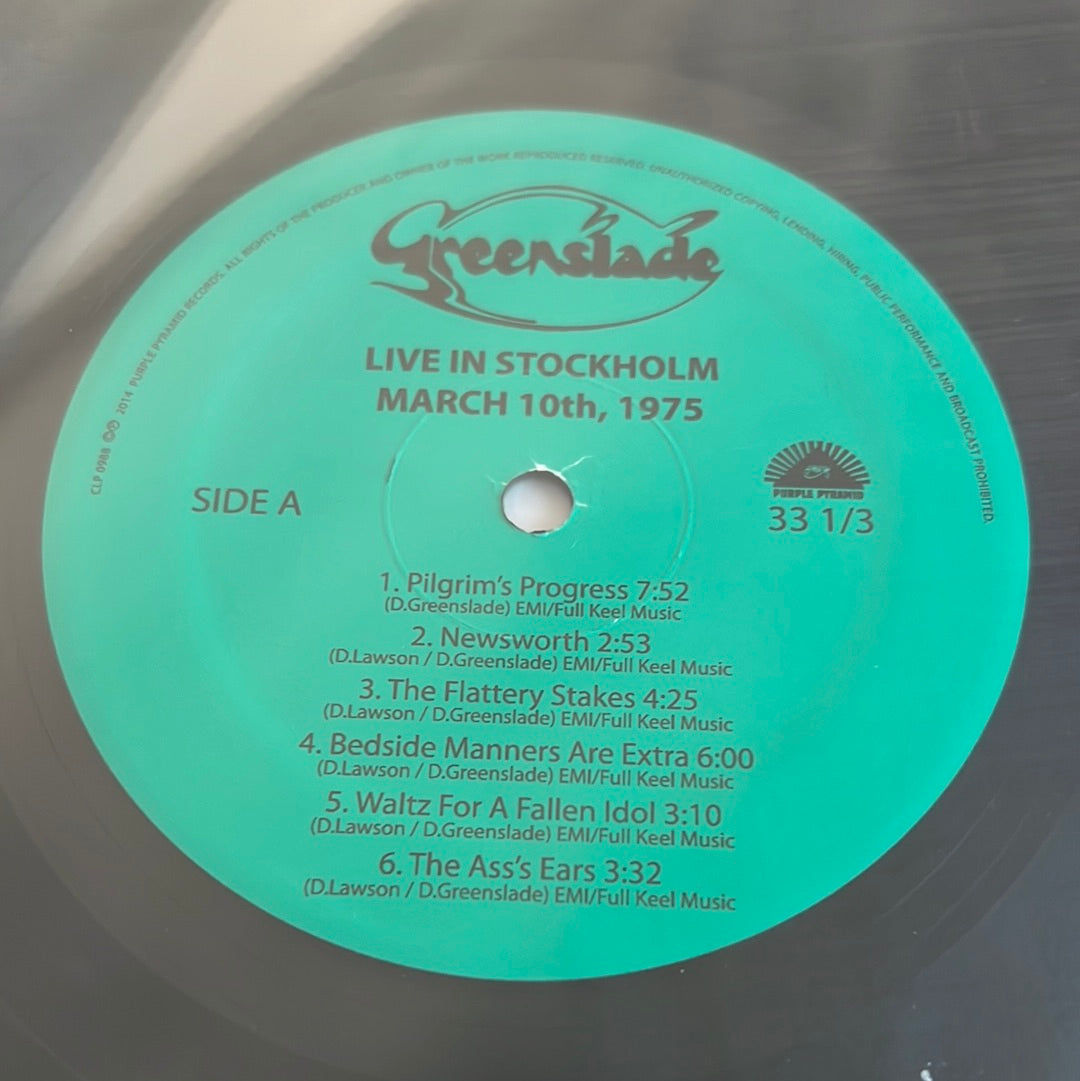 CLP 0988 ©℗ 2014 PURPLE PYRAMID RECORDS. ALL RIGHTS OF THE PRODUCER AND OWNER OF THE WORK REPRODUCED RESERVED. UNAUTHORIZED COPYING, LENDING, HIRING, PUBLIC PERFORMANCE AND BROADCAST PROHIBITED.
Greenslade
LIVE IN STOCKHOLM
MARCH 10th, 1975
SIDE A
PURPLE PYRAMID
33 1/3
1. Pilgrim's Progress 7:52
(D.Greenslade) EMI/Full Keel Music
2. Newsworth 2:53
(D.Lawson / D.Greenslade) EMI/Full Keel Music
3. The Flattery Stakes 4:25
(D.Lawson / D.Greenslade) EMI/Full Keel Music
4. Bedside Manners Are Extra 6:00
(D.Lawson / D.Greenslade) EMI/Full Keel Music
5. Waltz For A Fallen Idol 3:10
(D.Lawson / D.Greenslade) EMI/Full Keel Music
6. The Ass's Ears 3:32
(D.Lawson / D.Greenslade) EMI/Full Keel Music